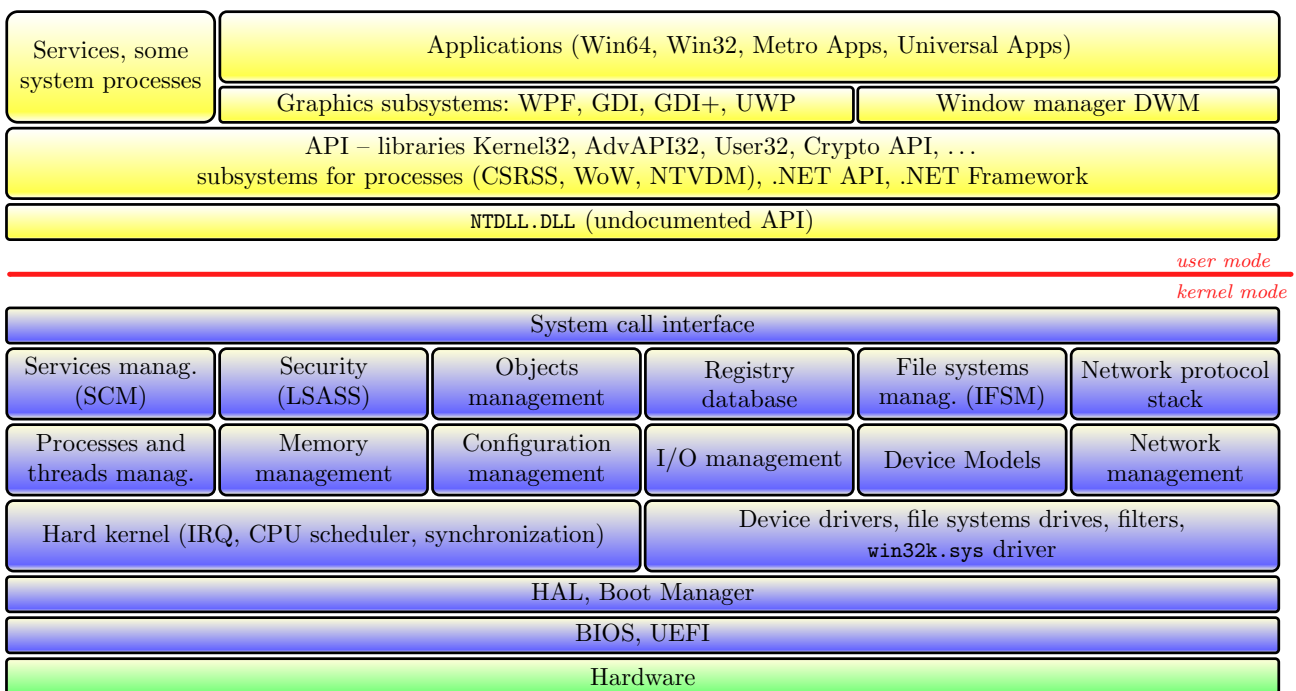 Services, some
system processes
Applications (Win64, Win32, Metro Apps, Universal Apps)
Graphics subsystems: WPF, GDI, GDI+, UWP
Window manager DWM
API – libraries Kernel32, AdvAPI32, User32, Crypto API, ...
subsystems for processes (CSRSS, WoW, NTVDM), .NET API, .NET Framework
NTDLL.DLL (undocumented API)
user mode
kernel mode
System call interface
Services manag.
(SCM)
Security
(LSASS)
Objects
management
Registry
database
File systems
manag. (IFSM)
Network protocol
stack
Processes and
threads manag.
Memory
management
Configuration
management
I/O management
Device Models
Network
management
Hard kernel (IRQ, CPU scheduler, synchronization)
Device drivers, file systems drives, filters,
win32k.sys driver
HAL, Boot Manager
BIOS, UEFI
Hardware